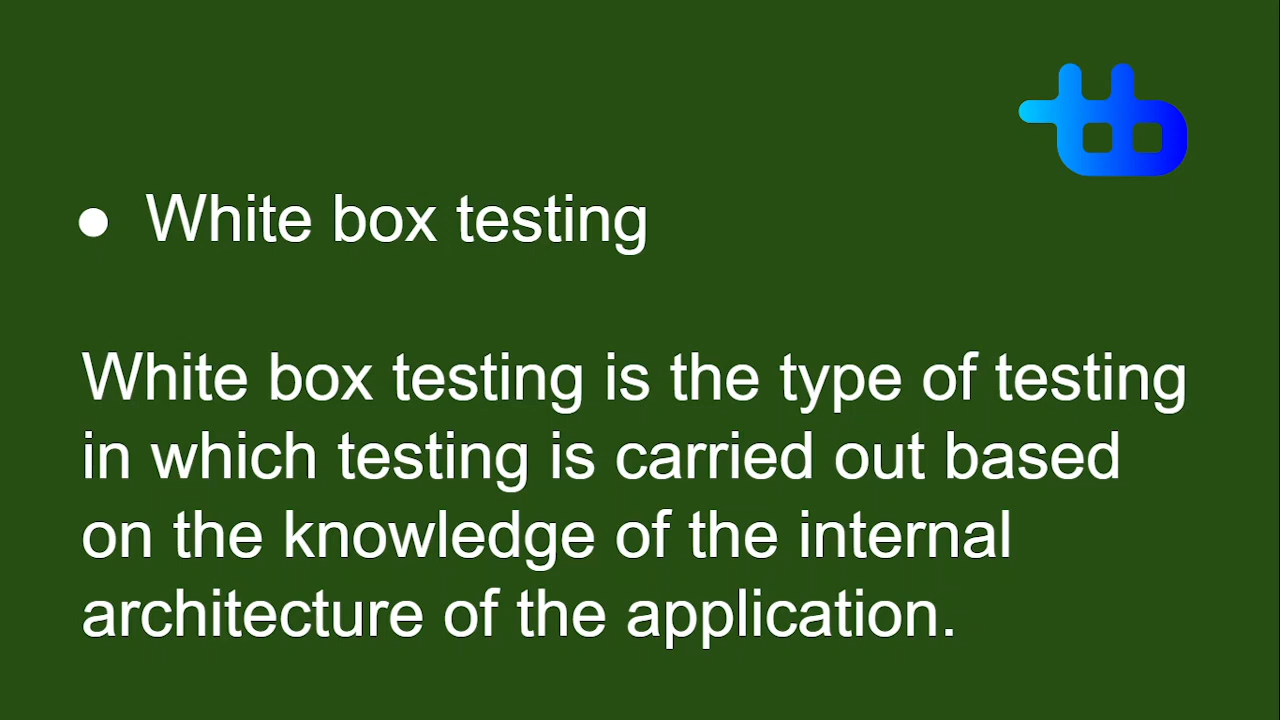 ● White box testing
White box testing is the type of testing
in which testing is carried out based
on the knowledge of the internal
architecture of the application.